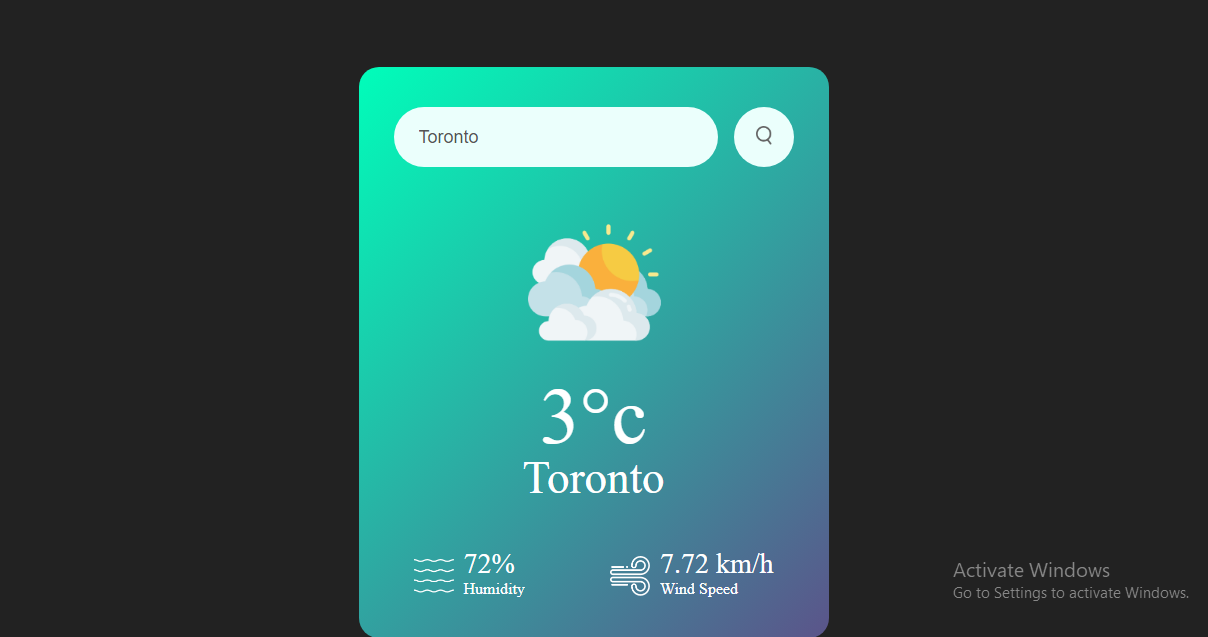 Toronto
3°c
Toronto
72%
Humidity
7.72 km/h
Wind Speed
Activate Windows
Go to Settings to activate Windows.